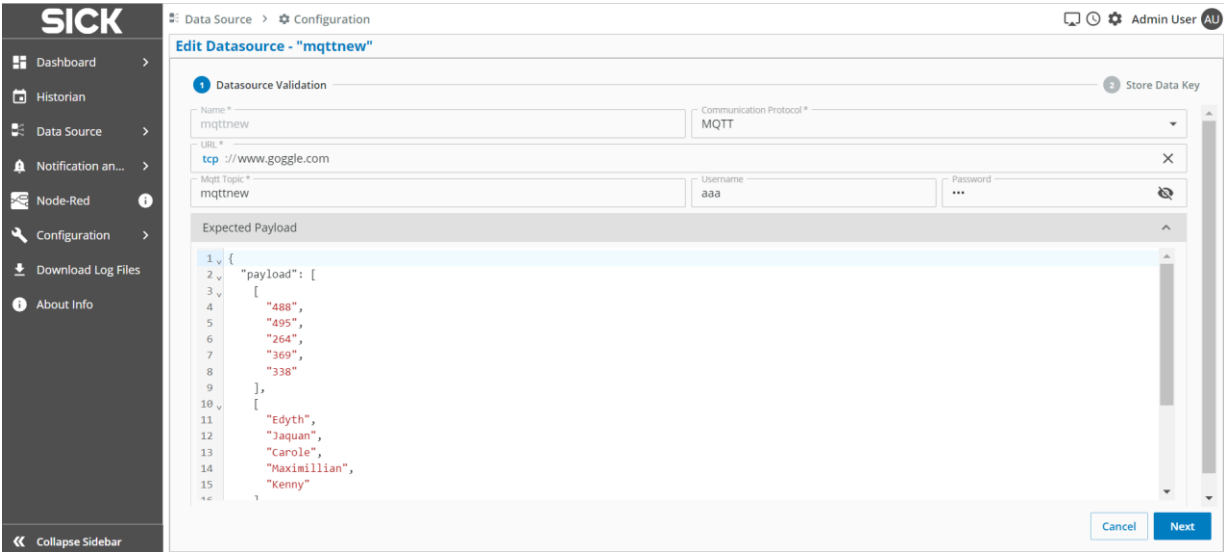 SICK
Data Source > Configuration
Admin User AU
Edit Datasource - "mqttnew"
Dashboard
Historian
Data Source
Notification an...
Node-Red
Configuration
Download Log Files
About Info
Collapse Sidebar
1 Datasource Validation
2 Store Data Key
Name *
mqttnew
Communication Protocol *
MQTT
URL *
tcp ://www.goggle.com
Mqtt Topic *
mqttnew
Username
aaa
Password
•••
Expected Payload
1 {
2 "payload": [
3 [
4 "488",
5 "495",
6 "264",
7 "369",
8 "338"
9 ],
10 [
11 "Edyth",
12 "Jaquan",
13 "Carole",
14 "Maximillian",
15 "Kenny"
16 ]
Cancel
Next